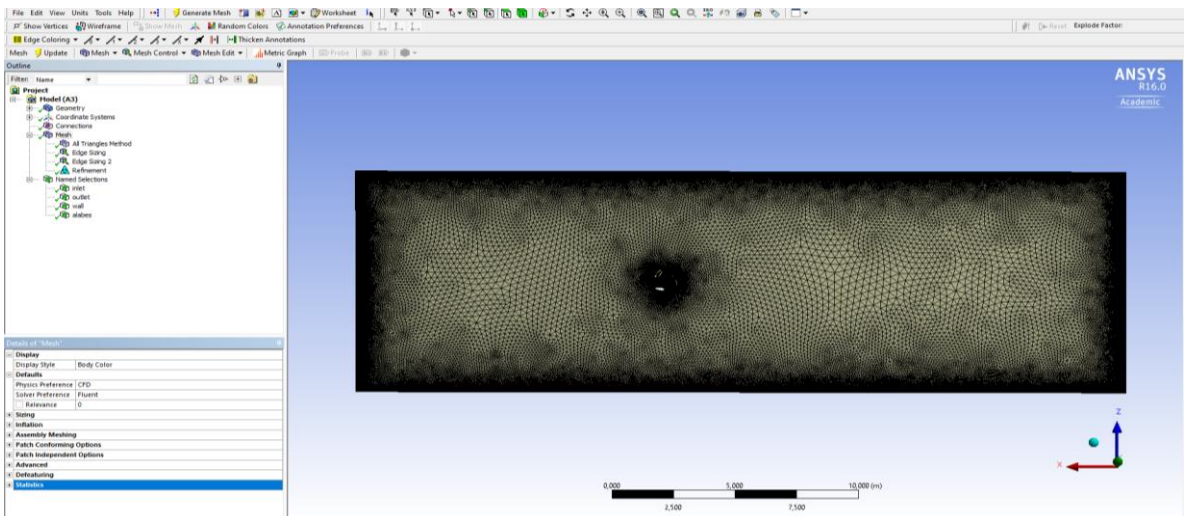 File Edit View Units Tools Help Generate Mesh Worksheet
Show Vertices Wireframe Show Mesh Random Colors Annotation Preferences Reset Explode Factor:
Edge Coloring Thicken Annotations
Mesh Update Mesh Mesh Control Mesh Edit Metric Graph Probe
Outline
Filter: Name
Project
Model (A3)
Geometry
Coordinate Systems
Connections
Mesh
All Triangles Method
Edge Sizing
Edge Sizing 2
Refinement
Named Selections
inlet
outlet
wall
alabes
ANSYS
R16.0
Academic
Details of "Mesh"
Display
Display Style Body Color
Defaults
Physics Preference CFD
Solver Preference Fluent
Relevance 0
Sizing
Inflation
Assembly Meshing
Patch Conforming Options
Patch Independent Options
Advanced
Defeaturing
Statistics
Z
X
0,000 5,000 10,000 (m)
2,500 7,500